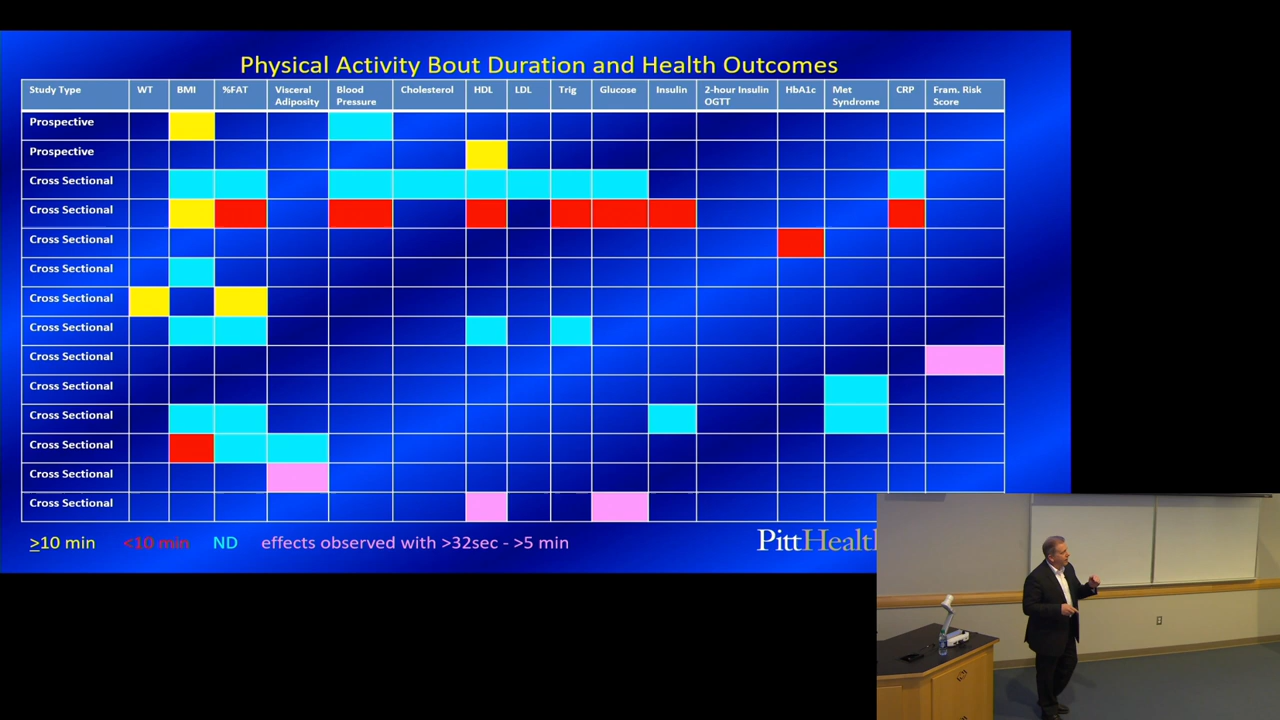 Physical Activity Bout Duration and Health Outcomes
Study Type WT BMI %FAT Visceral Adiposity Blood Pressure Cholesterol HDL LDL Trig Glucose Insulin 2-hour Insulin OGTT HbA1c Met Syndrome CRP Fram. Risk Score
Prospective
Prospective
Cross Sectional
Cross Sectional
Cross Sectional
Cross Sectional
Cross Sectional
Cross Sectional
Cross Sectional
Cross Sectional
Cross Sectional
Cross Sectional
Cross Sectional
Cross Sectional
≥10 min <10 min ND effects observed with >32sec - >5 min
PittHealt